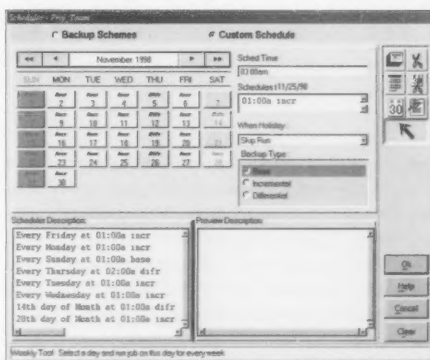 Scheduler - Proj_Team
Backup Schemes
Custom Schedule
November 1998
SUN MON TUE WED THU FRI SAT
2 3 4 5 6 7
9 10 11 12 13 14
16 17 18 19 20 21
23 24 25 26 27 28
30
Sched Time
Schedules :11/25/98
01:00a incr
When Holiday:
Skip Run
Backup Type:
Base
Incremental
Differential
30
Schedules Description:
Every Friday at 01:00a incr
Every Monday at 01:00a incr
Every Sunday at 01:00a base
Every Thursday at 02:00a difr
Every Tuesday at 01:00a incr
Every Wednesday at 01:00a incr
14th day of Month at 01:00a difr
28th day of Month at 01:00a incr
Preview Description:
Ok
Help
Cancel
Clear
Weekly Tool: Select a day and run job on this day for every week